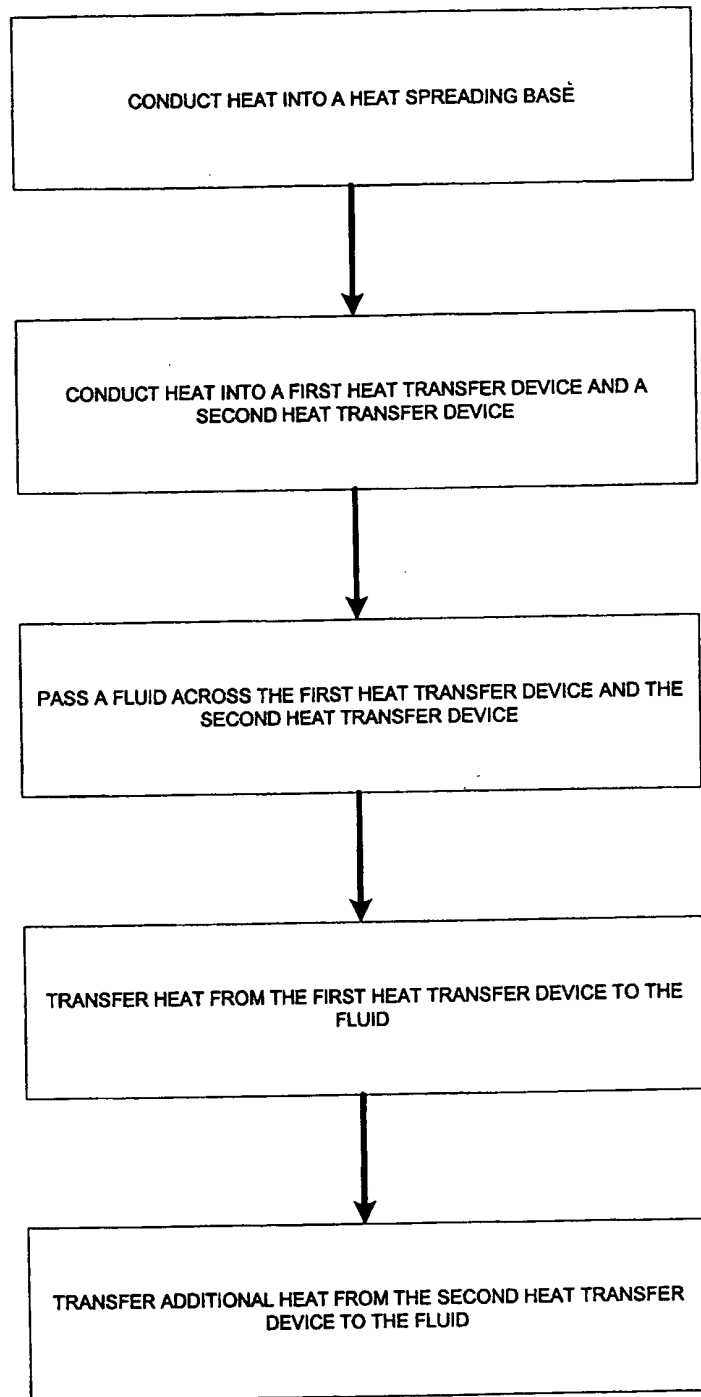 CONDUCT HEAT INTO A HEAT SPREADING BASE
CONDUCT HEAT INTO A FIRST HEAT TRANSFER DEVICE AND A
SECOND HEAT TRANSFER DEVICE
PASS A FLUID ACROSS THE FIRST HEAT TRANSFER DEVICE AND THE
SECOND HEAT TRANSFER DEVICE
TRANSFER HEAT FROM THE FIRST HEAT TRANSFER DEVICE TO THE
FLUID
TRANSFER ADDITIONAL HEAT FROM THE SECOND HEAT TRANSFER
DEVICE TO THE FLUID